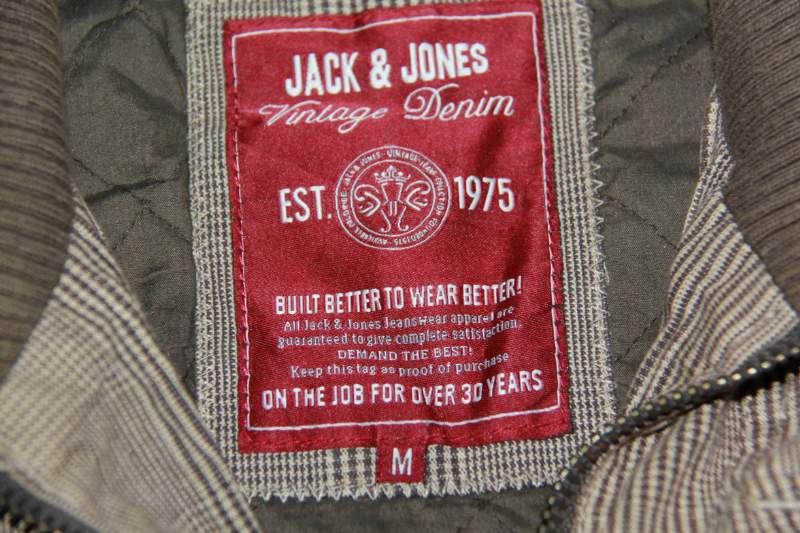 JACK & JONES
Vintage Denim
EST. 1975
BUILT BETTER TO WEAR BETTER!
All Jack & Jones Jeanswear apparel are
guaranteed to give complete satisfaction.
DEMAND THE BEST!
Keep this tag as proof of purchase
ON THE JOB FOR OVER 30 YEARS
M